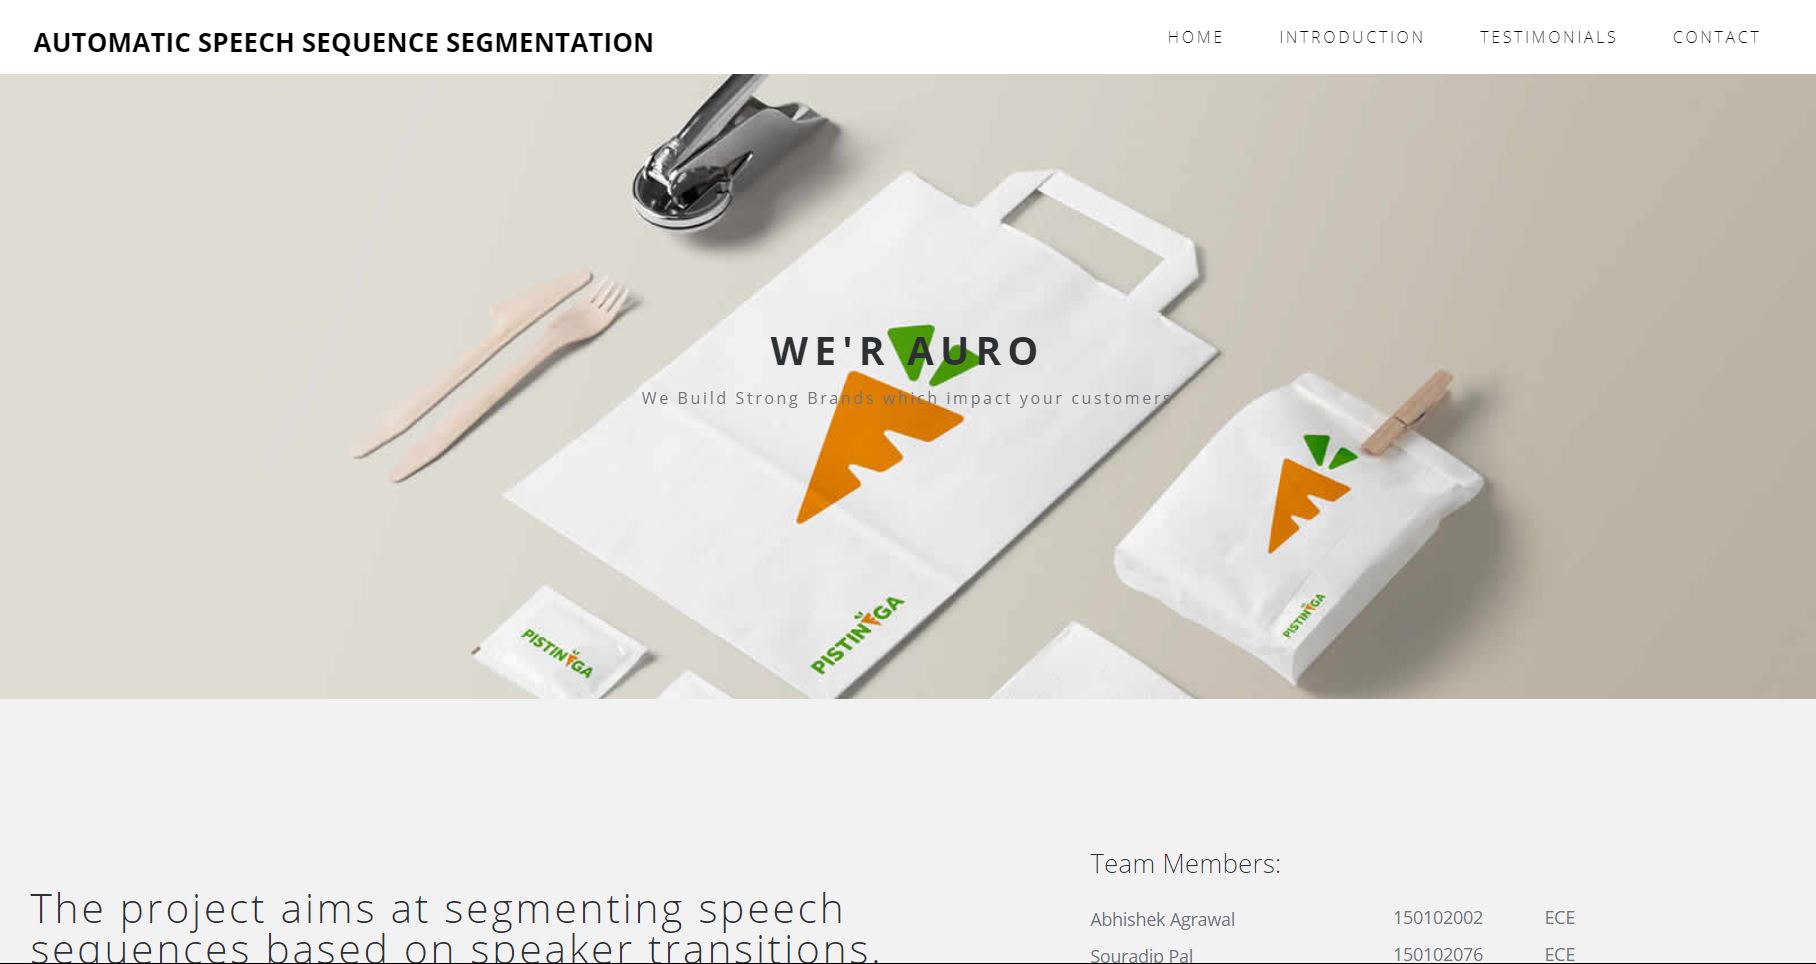 AUTOMATIC SPEECH SEQUENCE SEGMENTATION
HOME INTRODUCTION TESTIMONIALS CONTACT
WE'R AURO
We Build Strong Brands which impact your customers
PISTINGA
PISTINGA
PISTINGA
The project aims at segmenting speech
sequences based on speaker transitions.
Team Members:
Abhishek Agrawal 150102002 ECE
Souradip Pal 150102076 ECE